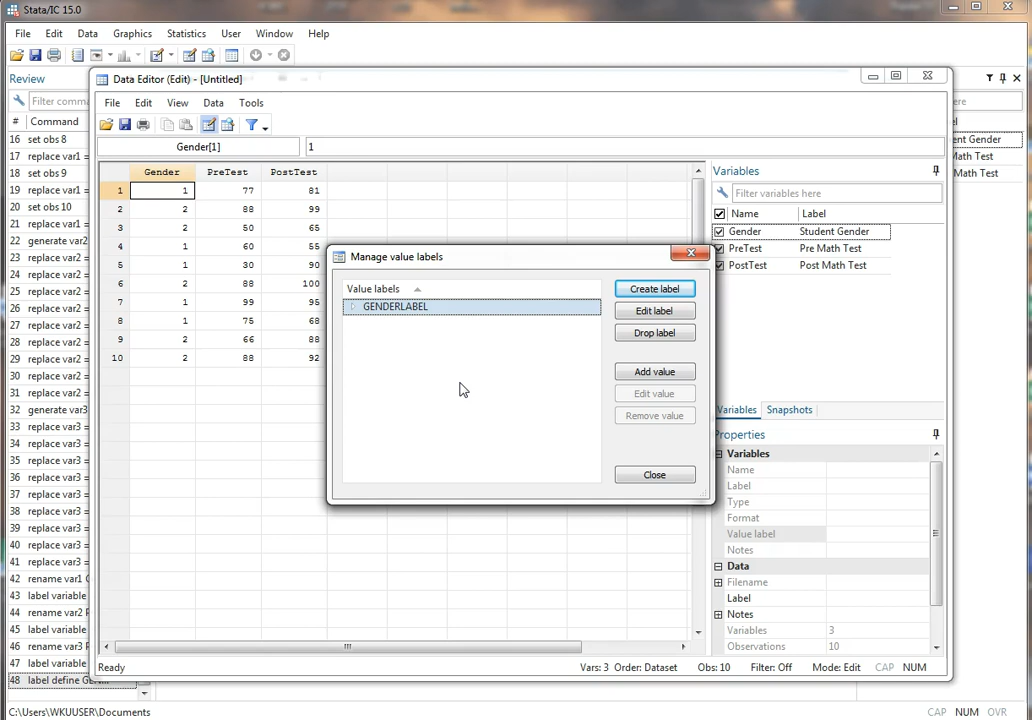 Stata/IC 15.0
File Edit Data Graphics Statistics User Window Help
Review
Filter comma
# Command
16 set obs 8
17 replace var1 =
18 set obs 9
19 replace var1 =
20 set obs 10
21 replace var1 =
22 generate var2
23 replace var2 =
24 replace var2 =
25 replace var2 =
26 replace var2 =
27 replace var2 =
28 replace var2 =
29 replace var2 =
30 replace var2 =
31 replace var2 =
32 generate var3
33 replace var3 =
34 replace var3 =
35 replace var3 =
36 replace var3 =
37 replace var3 =
38 replace var3 =
39 replace var3 =
40 replace var3 =
41 replace var3 =
42 rename var1 G
43 label variable
44 rename var2 P
45 label variable
46 rename var3 P
47 label variable
48 label define GEN...
Data Editor (Edit) - [Untitled]
File Edit View Data Tools
Gender[1] 1
Gender PreTest PostTest
1 1 77 81
2 2 88 99
3 2 50 65
4 1 60 55
5 1 30 90
6 2 88 100
7 1 99 95
8 1 75 68
9 2 66 88
10 2 88 92
Manage value labels
Value labels
GENDERLABEL
Create label
Edit label
Drop label
Add value
Edit value
Remove value
Close
Variables
Filter variables here
Name Label
Gender Student Gender
PreTest Pre Math Test
PostTest Post Math Test
Variables Snapshots
Properties
Variables
Name
Label
Type
Format
Value label
Notes
Data
Filename
Label
Notes
Variables 3
Observations 10
Ready Vars: 3 Order: Dataset Obs: 10 Filter: Off Mode: Edit CAP NUM
ere
el
ent Gender
Math Test
Math Test
C:\Users\WKUUSER\Documents CAP NUM OVR